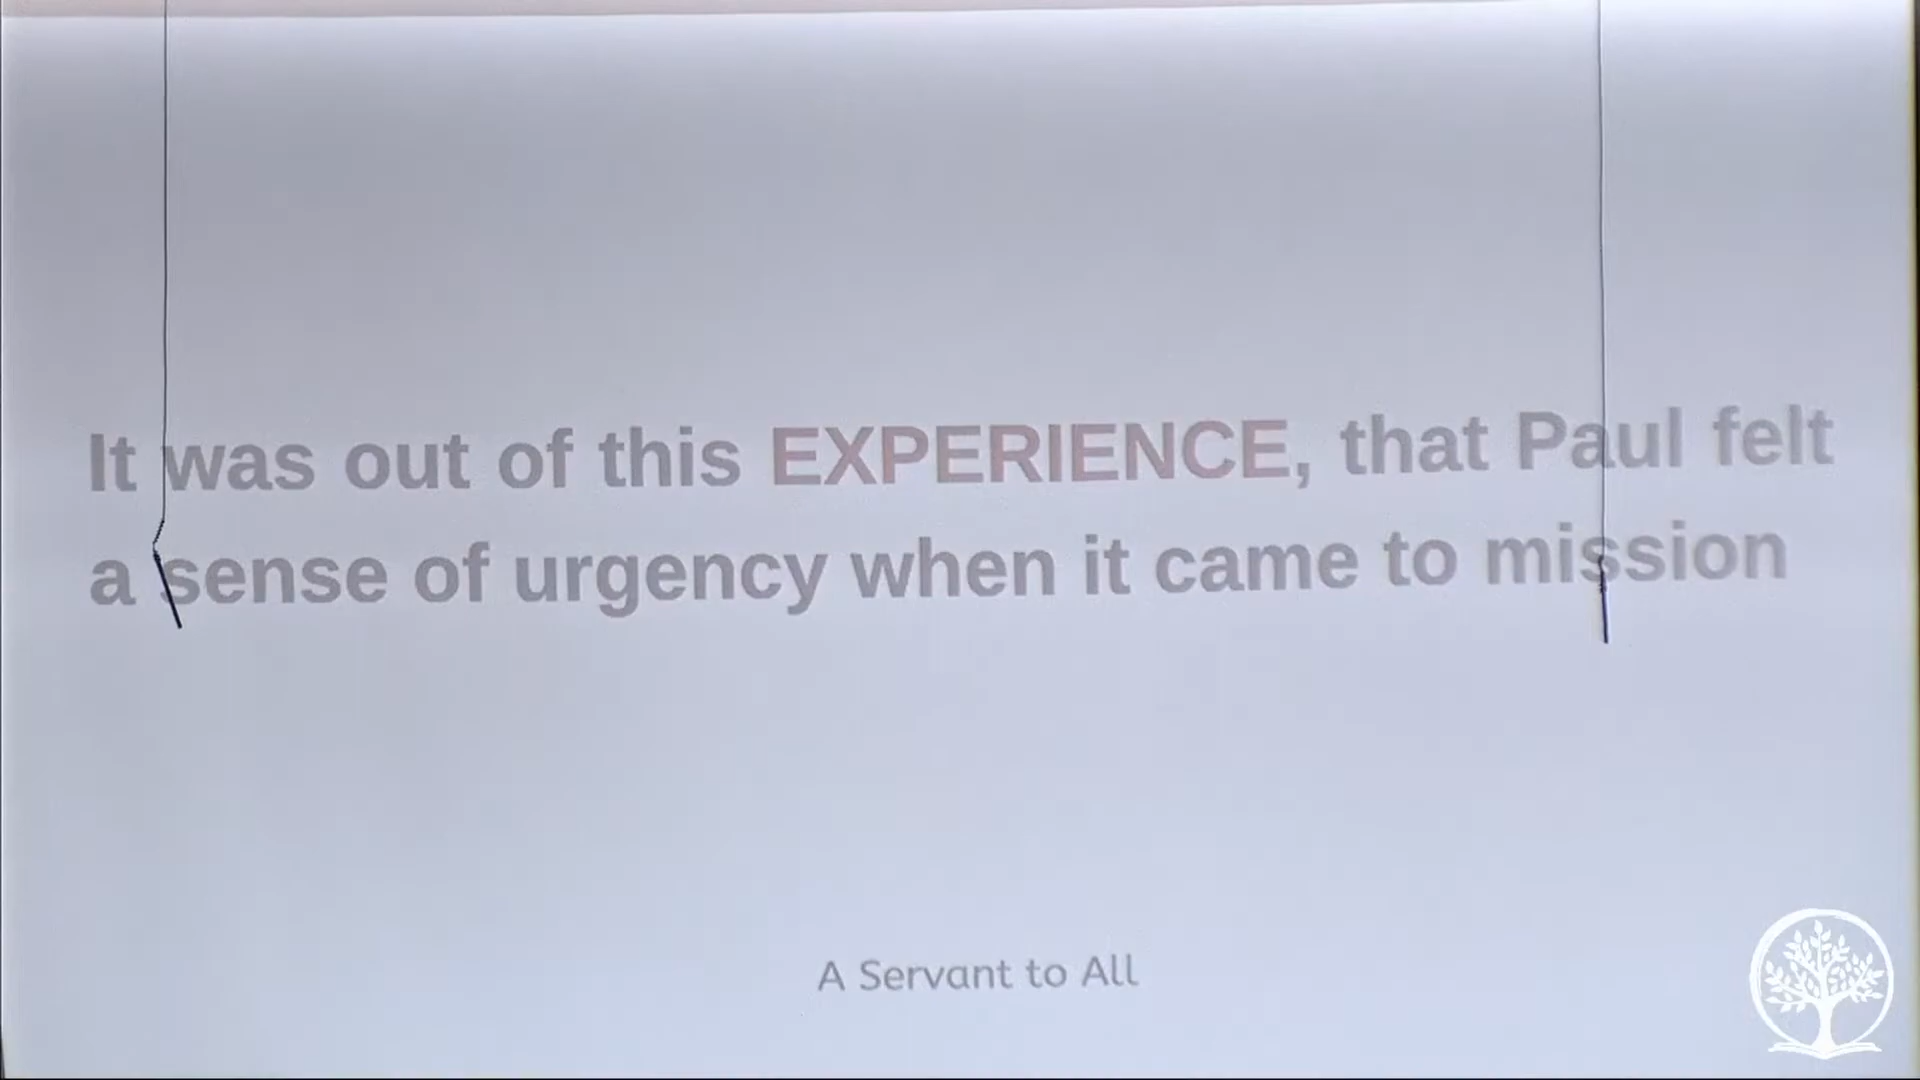 It was out of this EXPERIENCE, that Paul felt
a sense of urgency when it came to mission
A Servant to All